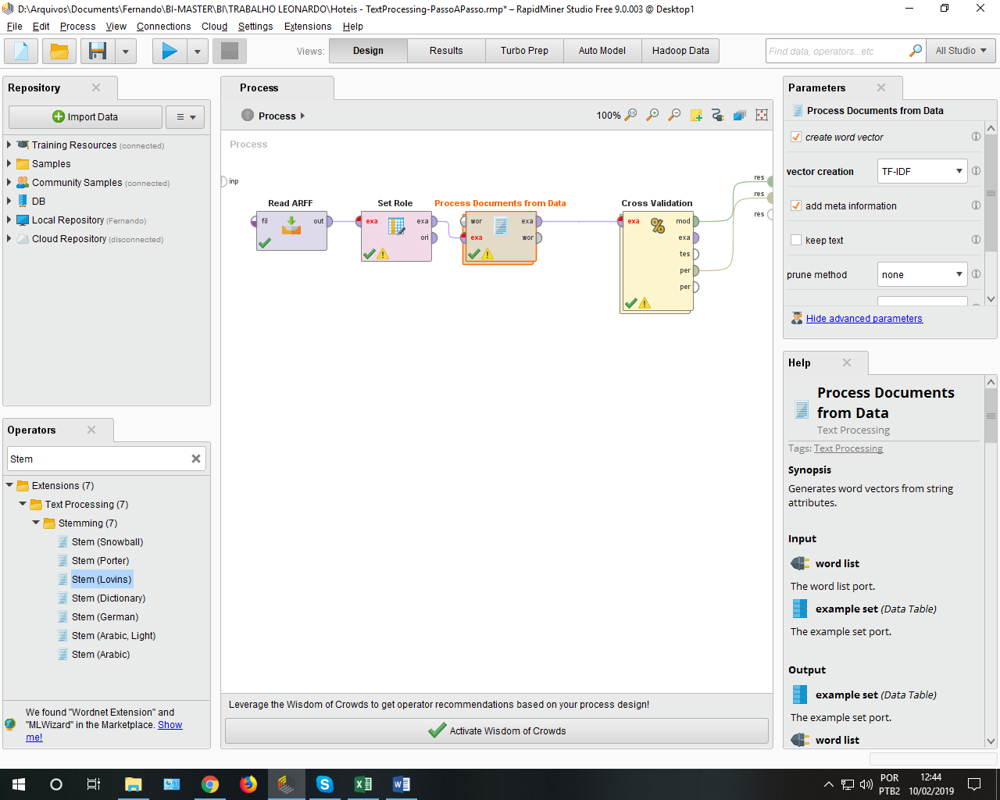 D:\Arquivos\Documents\Fernando\BI-MASTER\BI\TRABALHO LEONARDO\Hoteis - TextProcessing-PassoAPasso.rmp* – RapidMiner Studio Free 9.0.003 @ Desktop1
File Edit Process View Connections Cloud Settings Extensions Help
Views: Design Results Turbo Prep Auto Model Hadoop Data
Find data, operators...etc
All Studio
Repository
Import Data
Training Resources (connected)
Samples
Community Samples (connected)
DB
Local Repository (Fernando)
Cloud Repository (disconnected)
Operators
Stem
Extensions (7)
Text Processing (7)
Stemming (7)
Stem (Snowball)
Stem (Porter)
Stem (Lovins)
Stem (Dictionary)
Stem (German)
Stem (Arabic, Light)
Stem (Arabic)
We found "Wordnet Extension" and
"MLWizard" in the Marketplace. Show
me!
Process
Process
100%
Process
inp
res
res
res
Read ARFF
fil out
Set Role
exa exa
ori
Process Documents from Data
wor exa
exa wor
Cross Validation
exa mod
exa
tes
per
per
Leverage the Wisdom of Crowds to get operator recommendations based on your process design!
Activate Wisdom of Crowds
Parameters
Process Documents from Data
create word vector
vector creation TF-IDF
add meta information
keep text
prune method none
Hide advanced parameters
Help
Process Documents
from Data
Text Processing
Tags: Text Processing
Synopsis
Generates word vectors from string
attributes.
Input
word list
The word list port.
example set (Data Table)
The example set port.
Output
example set (Data Table)
The example set port.
word list
POR
PTB2
12:44
10/02/2019